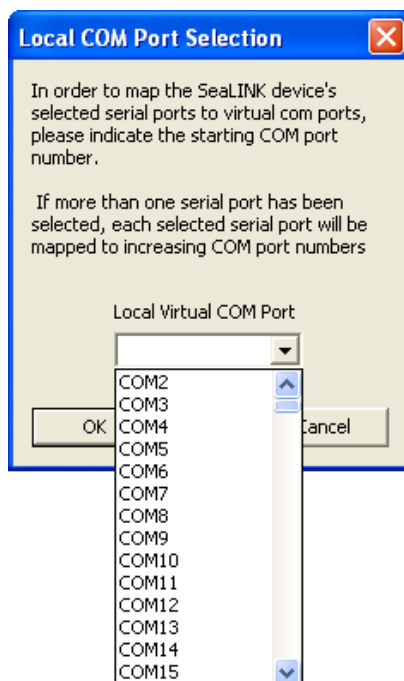 Local COM Port Selection
In order to map the SeaLINK device's
selected serial ports to virtual com ports,
please indicate the starting COM port
number.
If more than one serial port has been
selected, each selected serial port will be
mapped to increasing COM port numbers
Local Virtual COM Port
COM2
COM3
OK COM4 Cancel
COM5
COM6
COM7
COM8
COM9
COM10
COM11
COM12
COM13
COM14
COM15